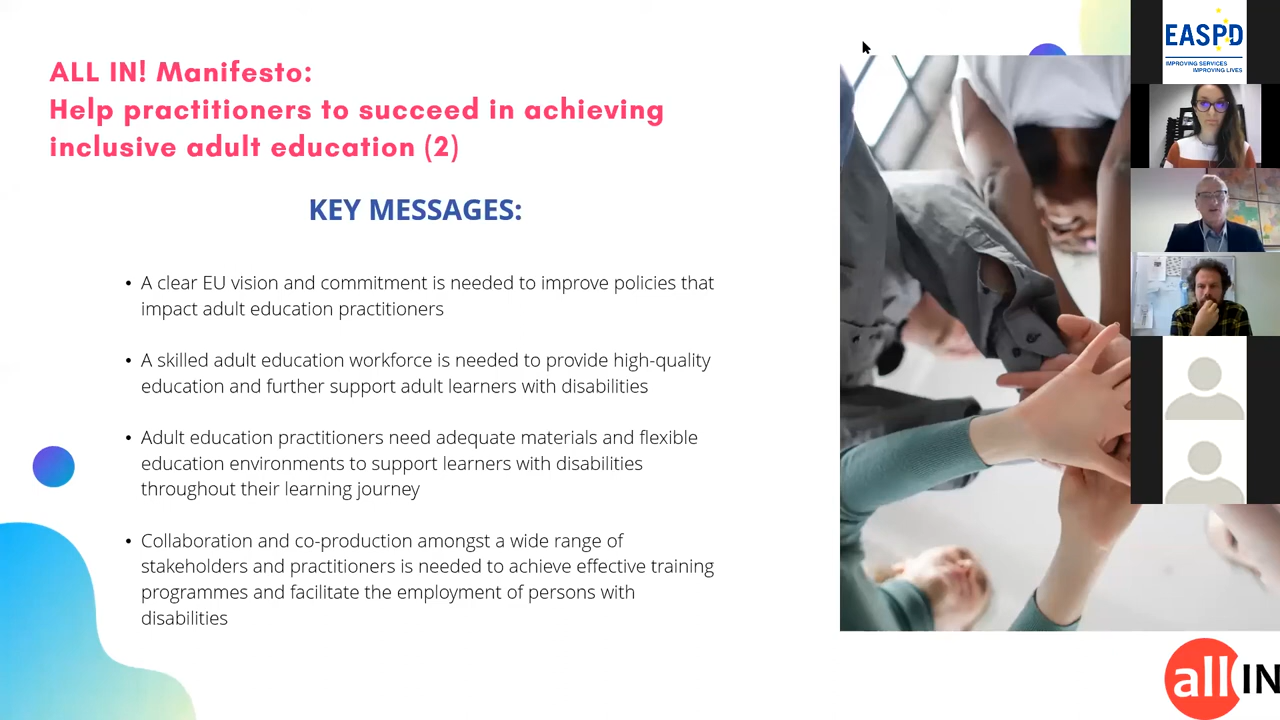 ALL IN! Manifesto:
Help practitioners to succeed in achieving
inclusive adult education (2)
KEY MESSAGES:
• A clear EU vision and commitment is needed to improve policies that
impact adult education practitioners
• A skilled adult education workforce is needed to provide high-quality
education and further support adult learners with disabilities
• Adult education practitioners need adequate materials and flexible
education environments to support learners with disabilities
throughout their learning journey
• Collaboration and co-production amongst a wide range of
stakeholders and practitioners is needed to achieve effective training
programmes and facilitate the employment of persons with
disabilities
EASPD
IMPROVING SERVICES
IMPROVING LIVES
all IN